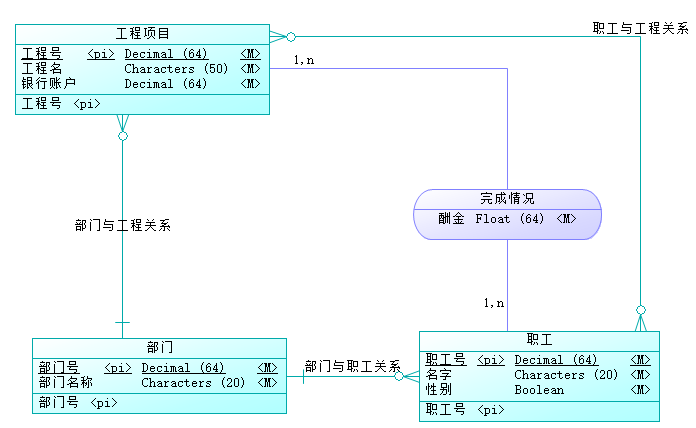 工程项目
工程号 <pi> Decimal (64) <M>
工程名 Characters (50) <M>
银行账户 Decimal (64) <M>
工程号 <pi>
职工与工程关系
1,n
完成情况
酬金 Float (64) <M>
部门与工程关系
1,n
部门
部门号 <pi> Decimal (64) <M>
部门名称 Characters (20) <M>
部门号 <pi>
部门与职工关系
职工
职工号 <pi> Decimal (64) <M>
名字 Characters (20) <M>
性别 Boolean <M>
职工号 <pi>